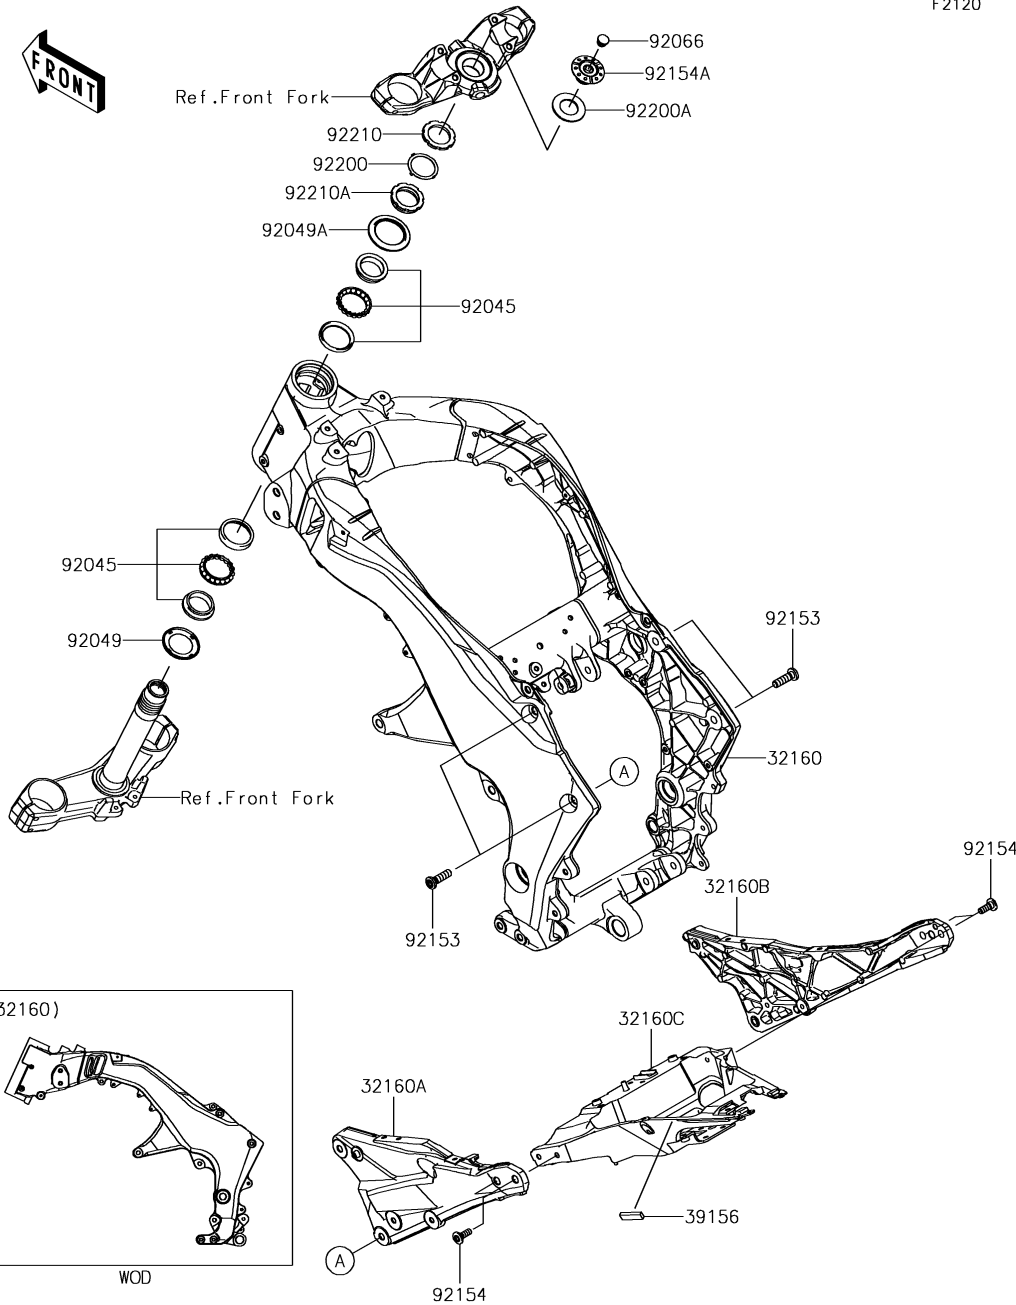 F2120
FRONT
92066
92154A
Ref.Front Fork
92200A
92210
92200
92210A
92049A
92045
92045
92153
92049
32160
Ref.Front Fork
A
92154
32160B
92153
32160)
32160C
32160A
39156
A
WOD
92154